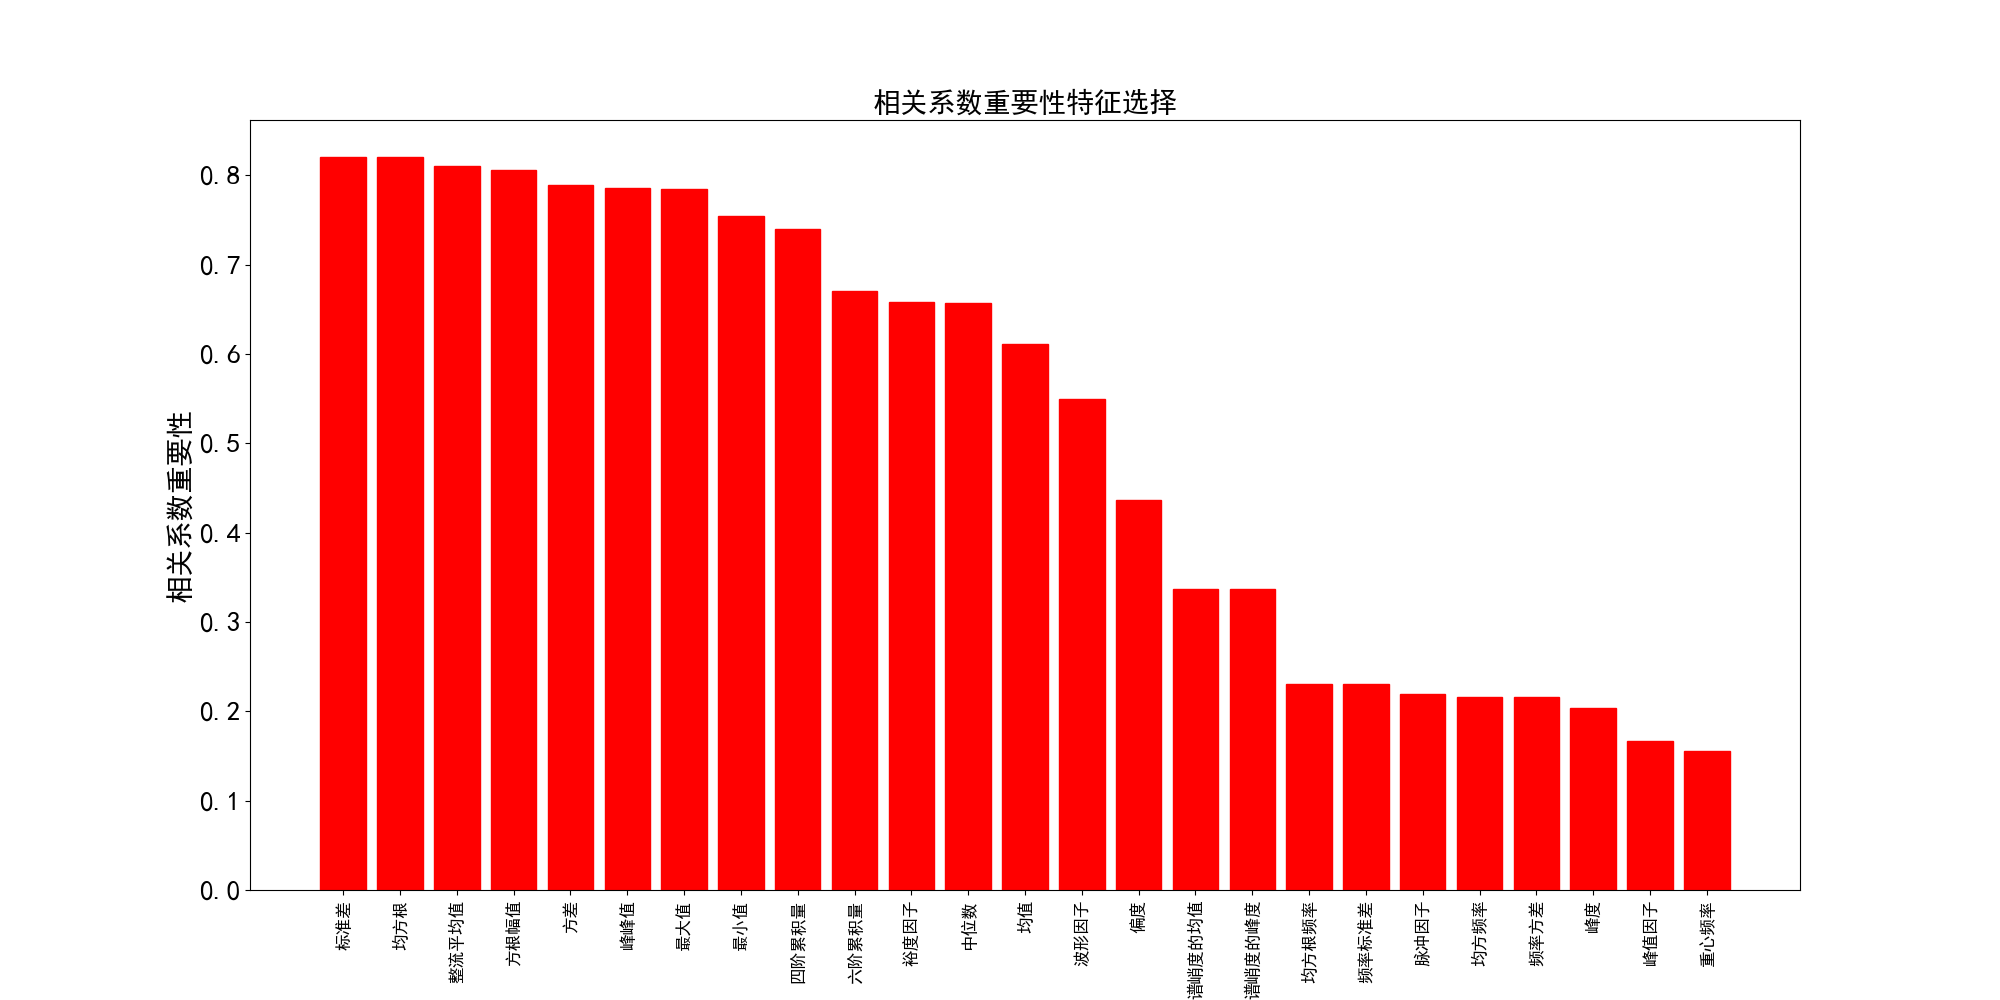 相关系数重要性特征选择
相关系数重要性
0.8
0.7
0.6
0.5
0.4
0.3
0.2
0.1
0.0
标准差
均方根
整流平均值
方根幅值
方差
峰峰值
最大值
最小值
四阶累积量
六阶累积量
裕度因子
中位数
均值
波形因子
偏度
谱峭度的均值
谱峭度的峰度
均方根频率
频率标准差
脉冲因子
均方频率
频率方差
峰度
峰值因子
重心频率